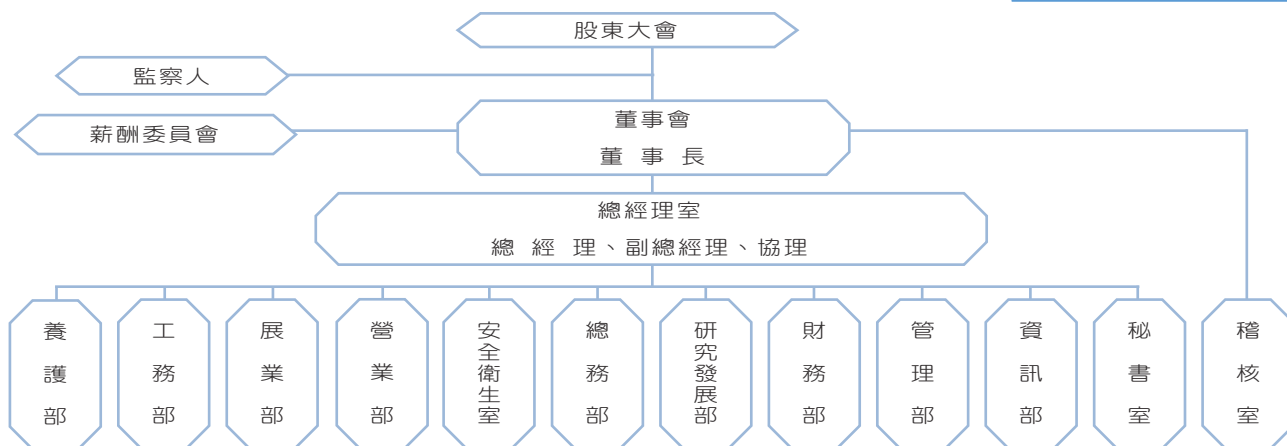 股東大會
監察人
薪酬委員會
董事會
董 事 長
總經理室
總 經 理、副總經理、協理
養護部
工務部
展業部
營業部
安全衛生室
總務部
研究發展部
財務部
管理部
資訊部
秘書室
稽核室